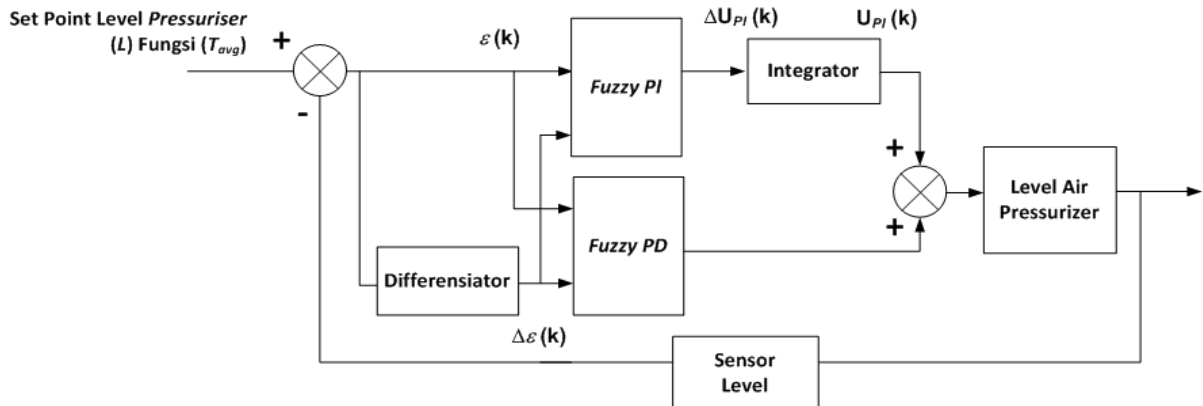 Set Point Level Pressuriser
(L) Fungsi (Tavg)
+
-
ε (k)
Fuzzy PI
ΔUPI (k)
UPI (k)
Integrator
+
+
Level Air
Pressurizer
Fuzzy PD
Differensiator
Δε (k)
Sensor
Level